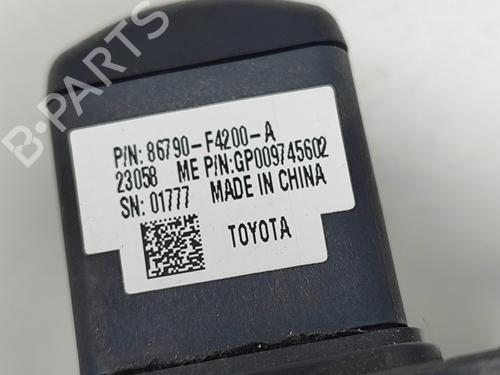 B-PARTS
P/N: 86790-F4200-A
23058 ME P/N:GP009745602
SN: 01777 MADE IN CHINA
TOYOTA